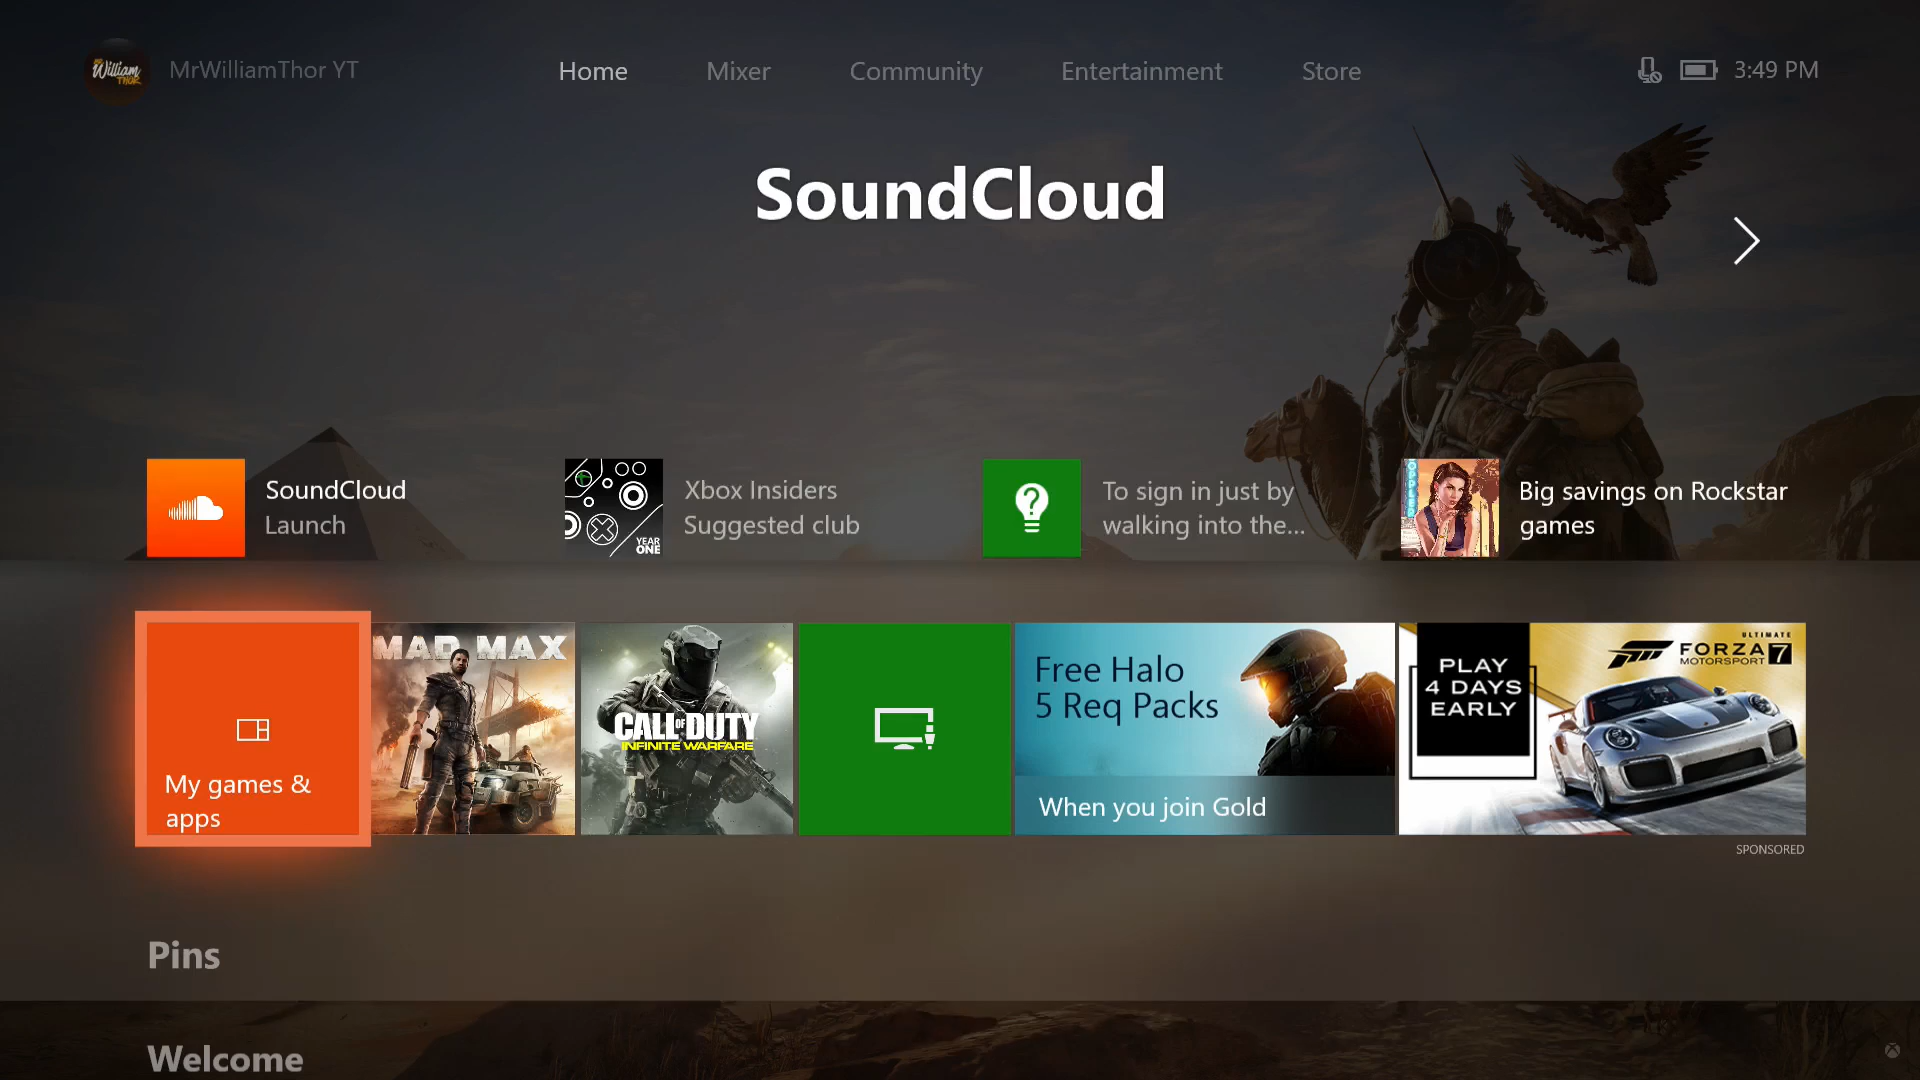 William
THOR
MrWilliamThor YT
Home
Mixer
Community
Entertainment
Store
3:49 PM
SoundCloud
SoundCloud
Launch
YEAR
ONE
Xbox Insiders
Suggested club
To sign in just by
walking into the...
Big savings on Rockstar
games
My games &
apps
MAD MAX
CALL OF DUTY
INFINITE WARFARE
Free Halo
5 Req Packs
When you join Gold
PLAY
4 DAYS
EARLY
ULTIMATE
FORZA
MOTORSPORT 7
SPONSORED
Pins
Welcome